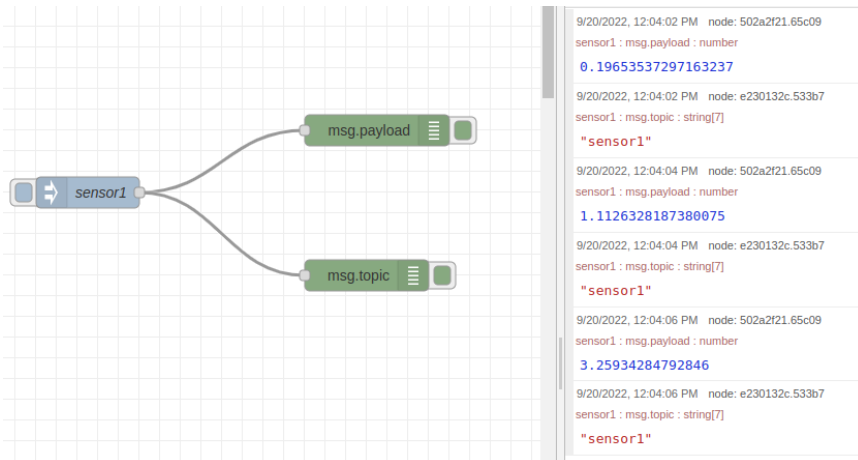 sensor1
msg.payload
msg.topic
9/20/2022, 12:04:02 PM node: 502a2f21.65c09
sensor1 : msg.payload : number
0.19653537297163237
9/20/2022, 12:04:02 PM node: e230132c.533b7
sensor1 : msg.topic : string[7]
"sensor1"
9/20/2022, 12:04:04 PM node: 502a2f21.65c09
sensor1 : msg.payload : number
1.1126328187380075
9/20/2022, 12:04:04 PM node: e230132c.533b7
sensor1 : msg.topic : string[7]
"sensor1"
9/20/2022, 12:04:06 PM node: 502a2f21.65c09
sensor1 : msg.payload : number
3.25934284792846
9/20/2022, 12:04:06 PM node: e230132c.533b7
sensor1 : msg.topic : string[7]
"sensor1"